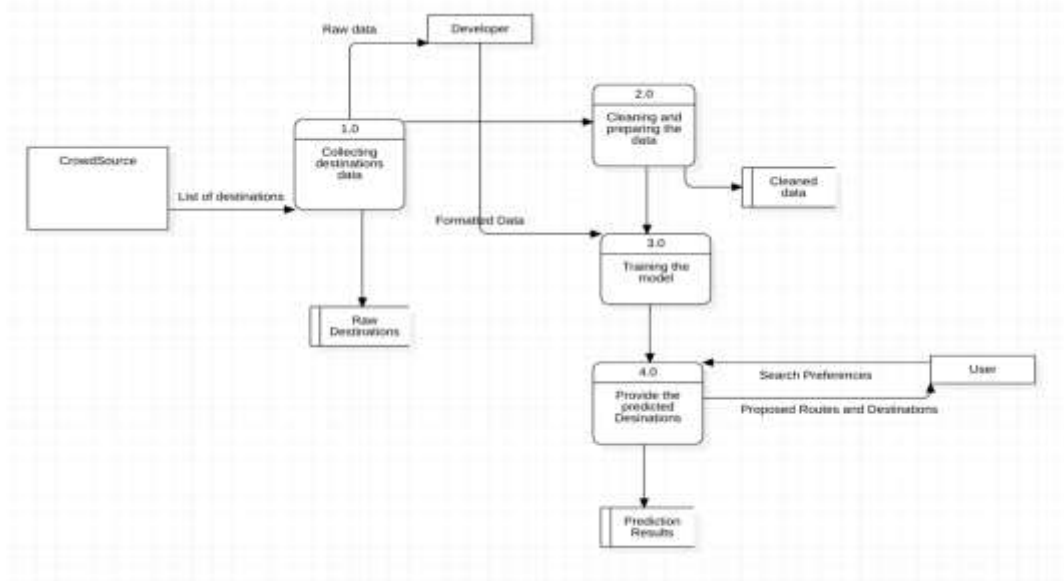 Raw data
Developer
2.0
Cleaning and
preparing the
data
1.0
Collecting
destinations
data
CrowdSource
Cleaned
data
List of destinations
Formatted Data
3.0
Training the
model
Raw
Destinations
4.0
Provide the
predicted
Desinations
Search Preferences
User
Proposed Routes and Destinations
Prediction
Results